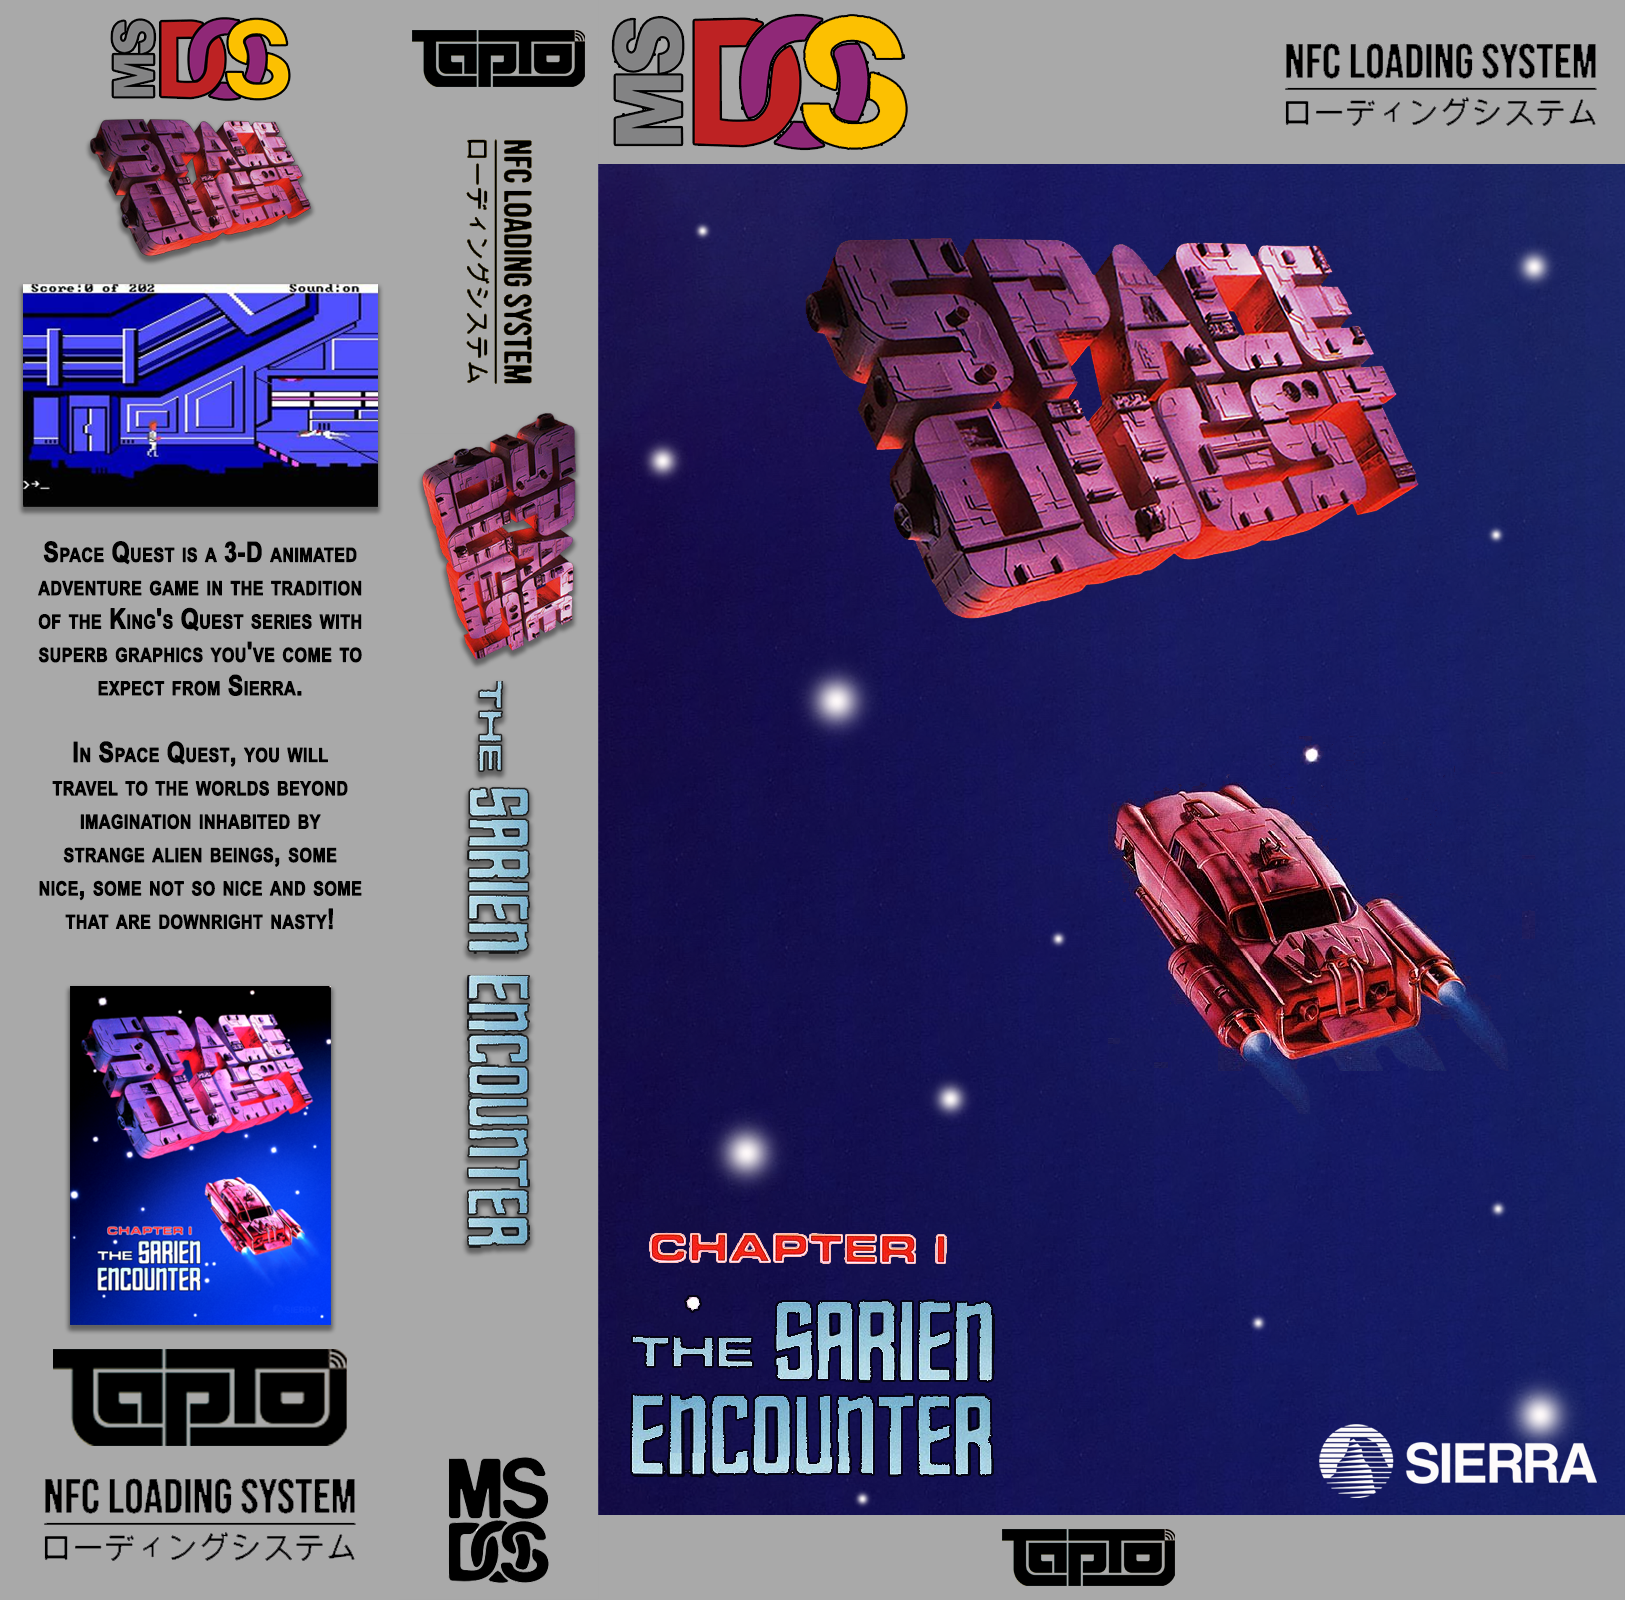 MS
DOS
SPACE
QUEST
Score:0 of 202 Sound:on
>
Space Quest is a 3-D animated
adventure game in the tradition
of the King's Quest series with
superb graphics you've come to
expect from Sierra.
In Space Quest, you will
travel to the worlds beyond
imagination inhabited by
strange alien beings, some
nice, some not so nice and some
that are downright nasty!
SPACE
QUEST
CHAPTER I
THE SARIEN
ENCOUNTER
TapTo
NFC LOADING SYSTEM
ローディングシステム
TapTo
NFC LOADING SYSTEM
ローディングシステム
SPACE
QUEST
THE SARIEN ENCOUNTER
MS
DOS
MS
DOS
NFC LOADING SYSTEM
ローディングシステム
SPACE
QUEST
CHAPTER I
THE SARIEN
ENCOUNTER
SIERRA
TapTo